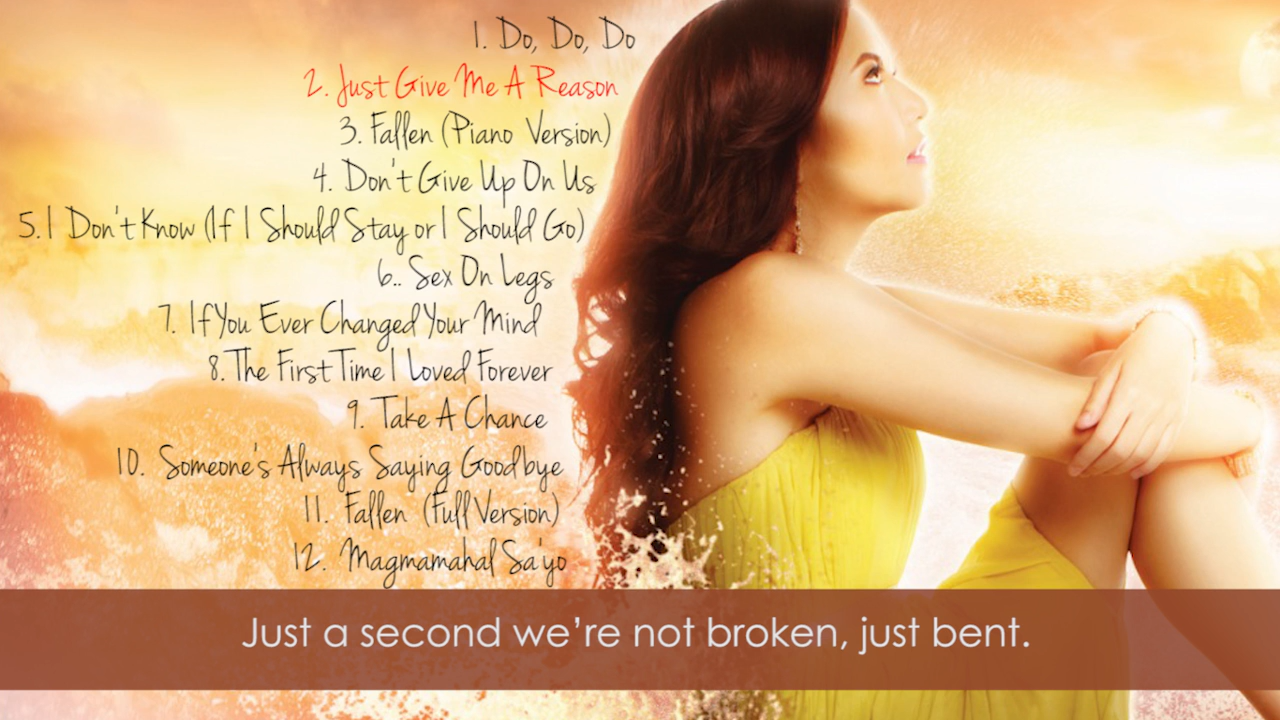 1. Do, Do, Do
2. Just Give Me A Reason
3. Fallen (Piano Version)
4. Don't Give Up On Us
5. I Don't Know (If I Should Stay or I Should Go)
6.. Sex On Legs
7. If You Ever Changed Your Mind
8. The First Time I Loved Forever
9. Take A Chance
10. Someone's Always Saying Goodbye
11. Fallen (Full Version)
12. Magmamahal Sa'yo
Just a second we’re not broken, just bent.